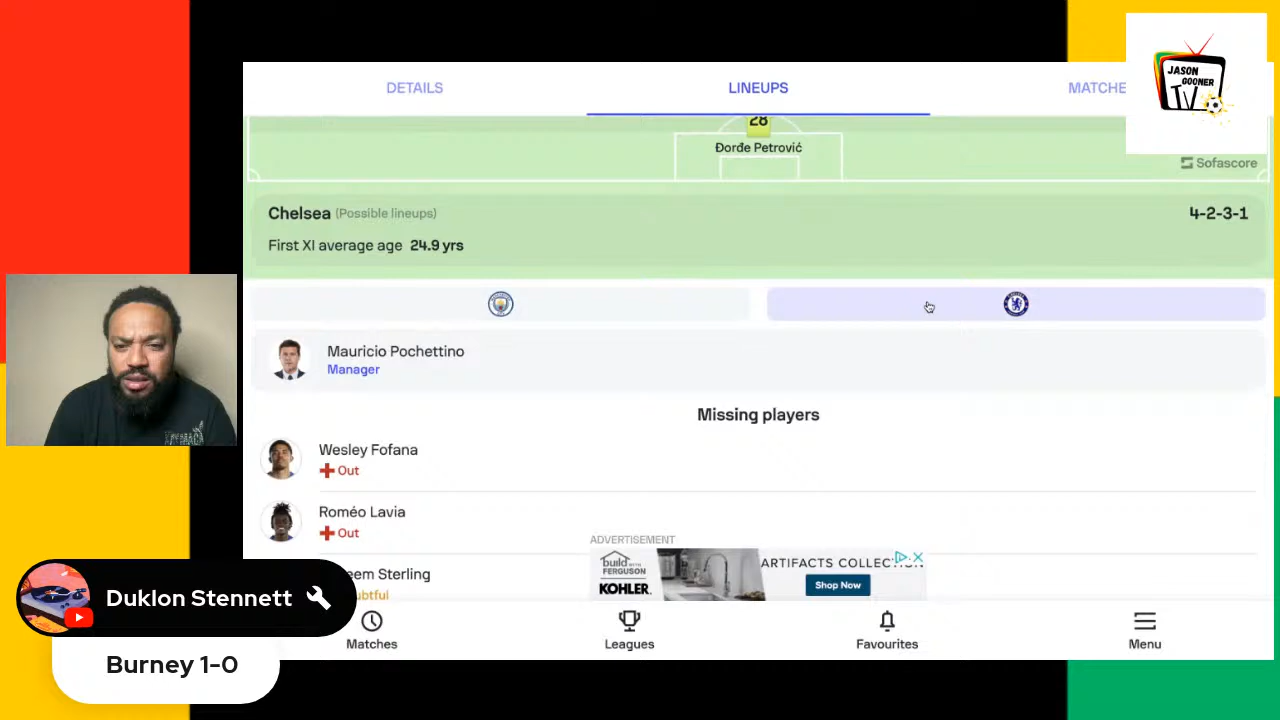 JASON
GOONER
TV
DETAILS
LINEUPS
MATCHE
28
Đorđe Petrović
Sofascore
Chelsea (Possible lineups)
4-2-3-1
First XI average age 24.9 yrs
Mauricio Pochettino
Manager
Missing players
Wesley Fofana
Out
Roméo Lavia
Out
ADVERTISEMENT
build
WITH
FERGUSON
KOHLER.
ARTIFACTS COLLEC
Shop Now
eem Sterling
ubtful
Duklon Stennett
Burney 1-0
Matches
Leagues
Favourites
Menu